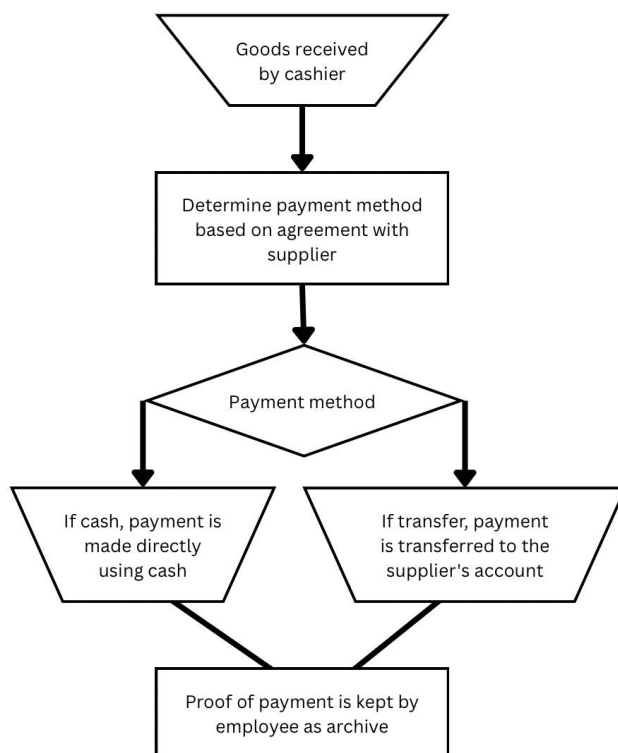 Goods received
by cashier
Determine payment method
based on agreement with
supplier
Payment method
If cash, payment is
made directly
using cash
If transfer, payment
is transferred to the
supplier's account
Proof of payment is kept by
employee as archive